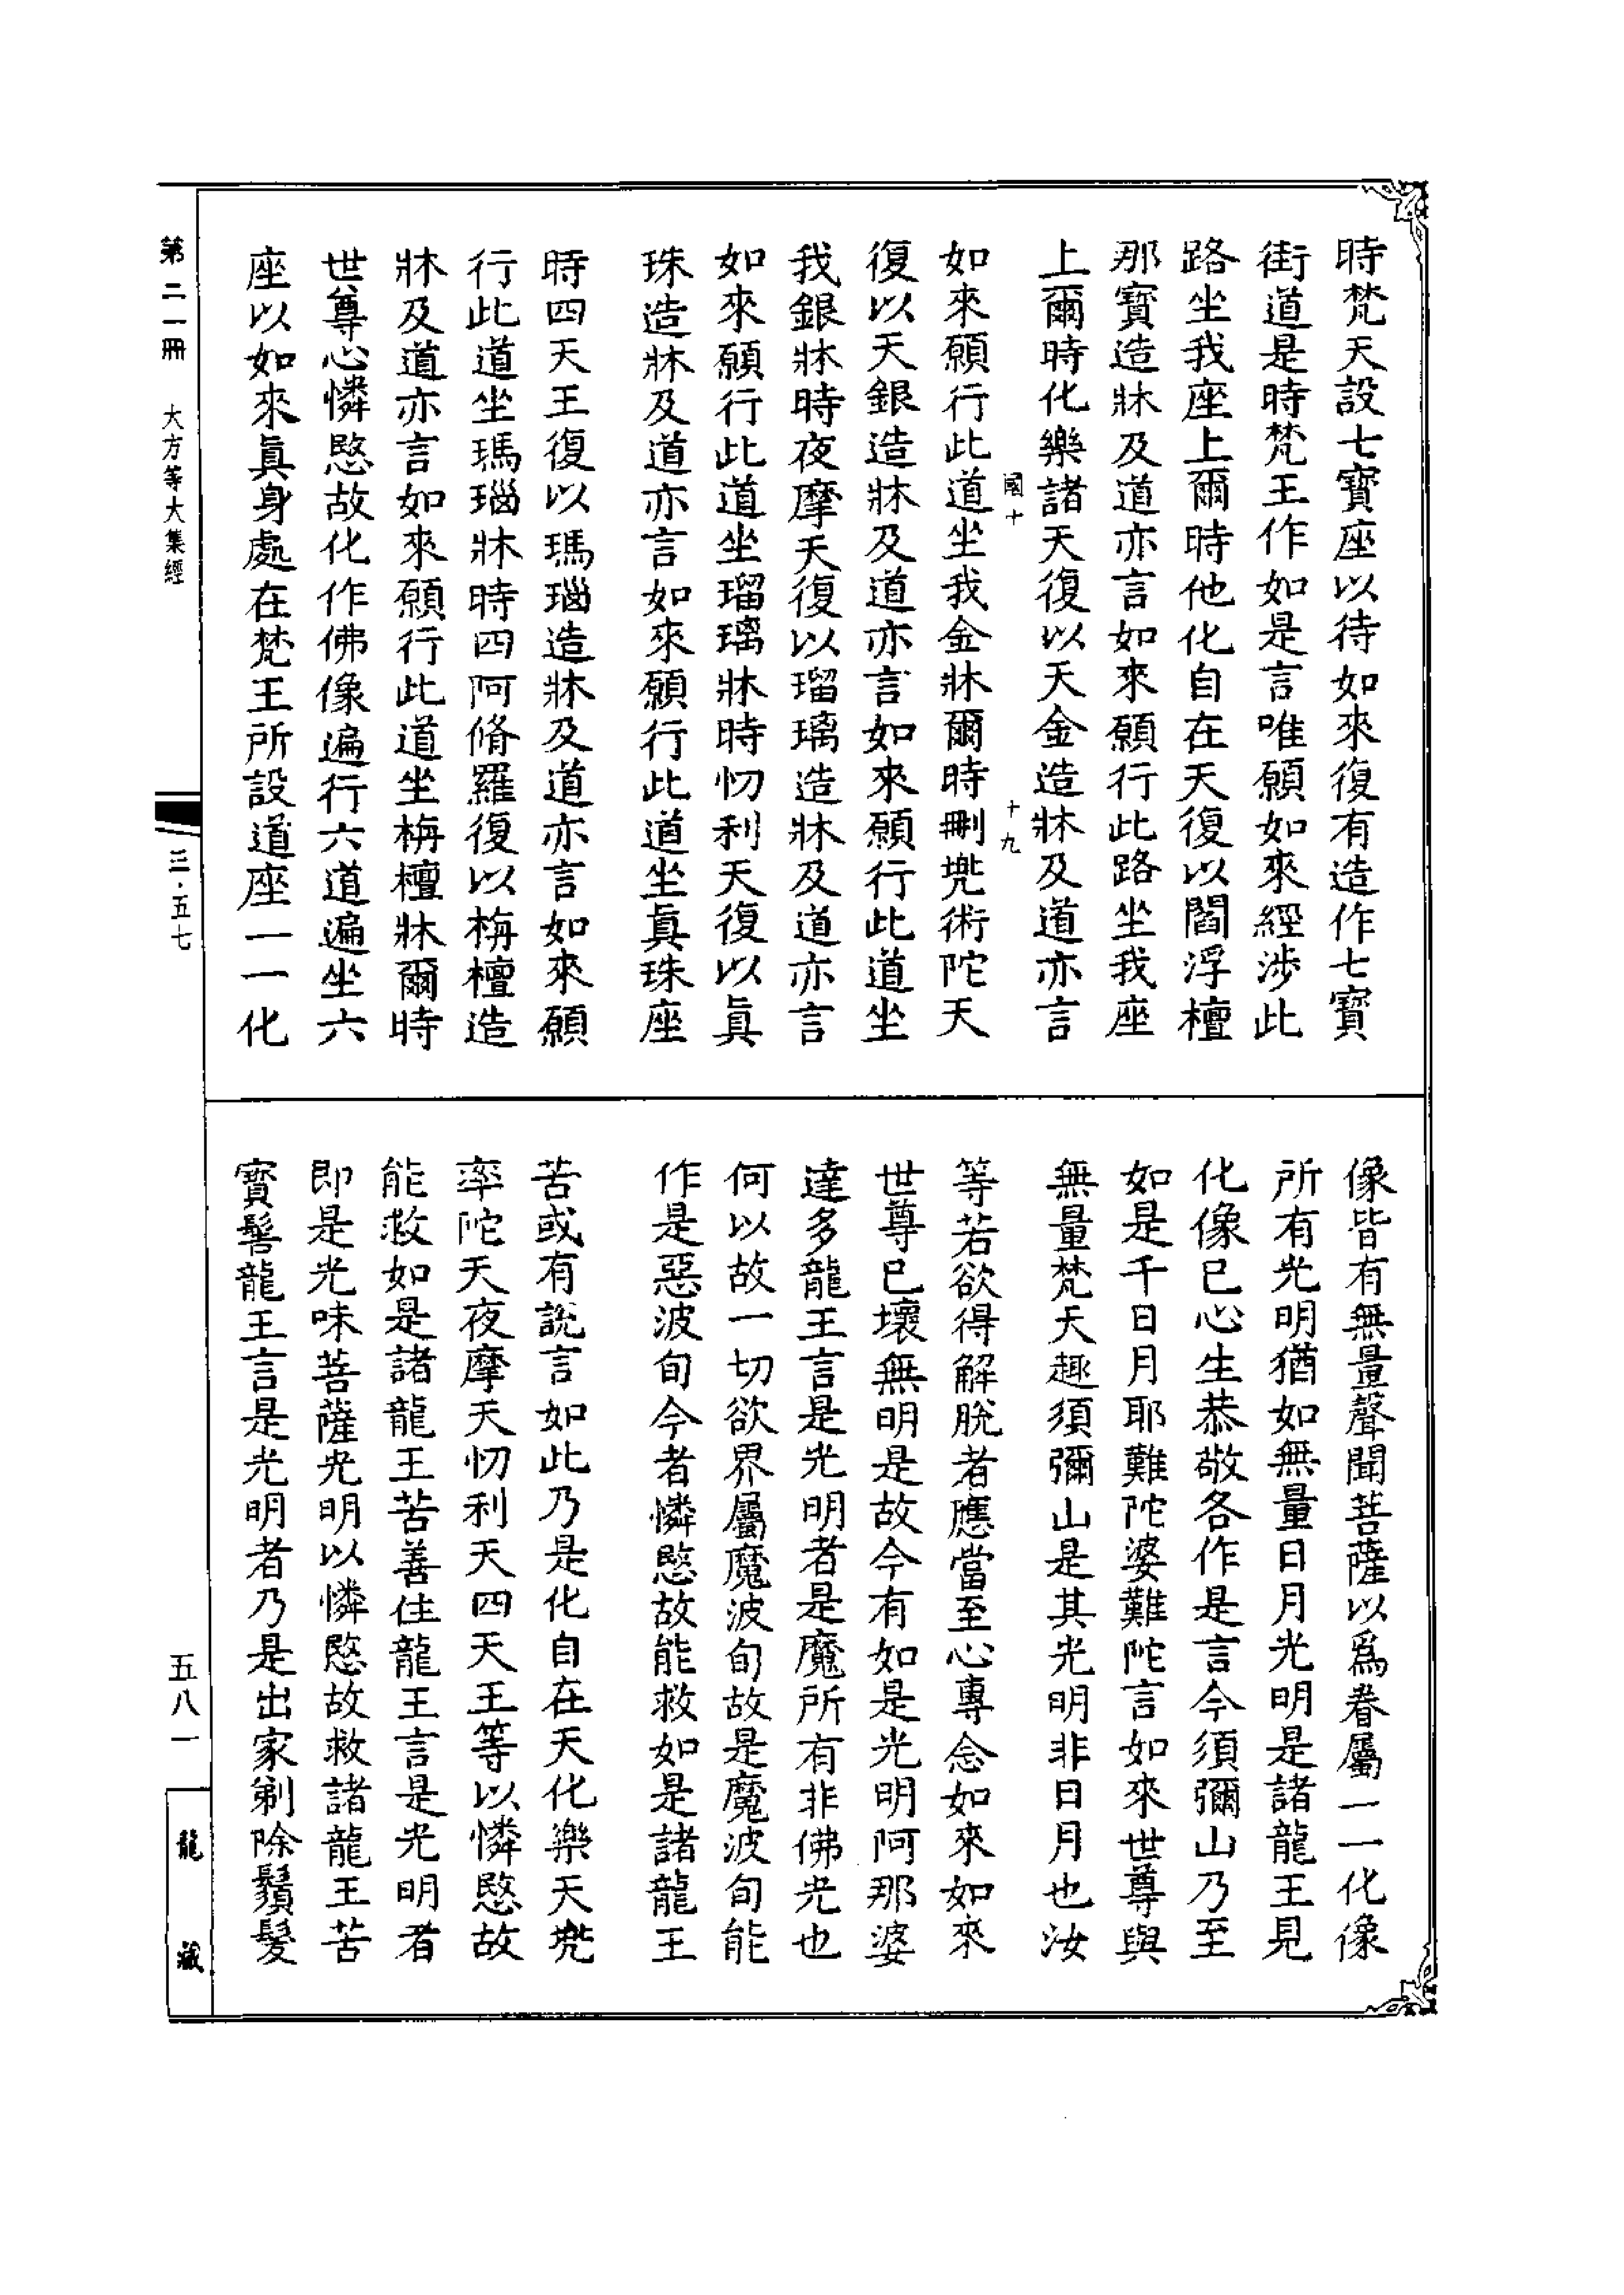 時梵天設七寳座以待如來復有造作七寳
街道是時梵王作如是言唯願如來經涉此
路坐我座上爾時他化自在天復以閻浮檀
那寳造牀及道亦言如來願行此路坐我座
上爾時化樂諸天復以天金造牀及道亦言
國十
十九
如來願行此道坐我金牀爾時刪兠術陀天
復以天銀造牀及道亦言如來願行此道坐
我銀牀時夜摩天復以瑠璃造牀及道亦言
如來願行此道坐瑠璃牀時忉利天復以眞
珠造牀及道亦言如來願行此道坐眞珠座
時四天王復以瑪瑙造牀及道亦言如來願
行此道坐瑪瑙牀時四阿脩羅復以栴檀造
牀及道亦言如來願行此道坐栴檀牀爾時
世尊心憐愍故化作佛像遍行六道遍坐六
座以如來眞身處在梵王所設道座一一化
像皆有無量聲聞菩薩以爲眷屬一一化像
所有光明猶如無量日月光明是諸龍王見
化像已心生恭敬各作是言今須彌山乃至
如是千日月耶難陀婆難陀言如來世尊與
無量梵天趣須彌山是其光明非日月也汝
等若欲得解脫者應當至心專念如來如來
世尊已壞無明是故今有如是光明阿那婆
達多龍王言是光明者是魔所有非佛光也
何以故一切欲界屬魔波旬故是魔波旬能
作是惡波旬今者憐愍故能救如是諸龍王
苦或有說言如此乃是化自在天化樂天兠
率陀天夜摩天忉利天四天王等以憐愍故
能救如是諸龍王苦善住龍王言是光明者
即是光味菩薩光明以憐愍故救諸龍王苦
寳髻龍王言是光明者乃是出家剃除鬚髮
第二一冊　大方等大集經
三·五七
五八一
龍藏